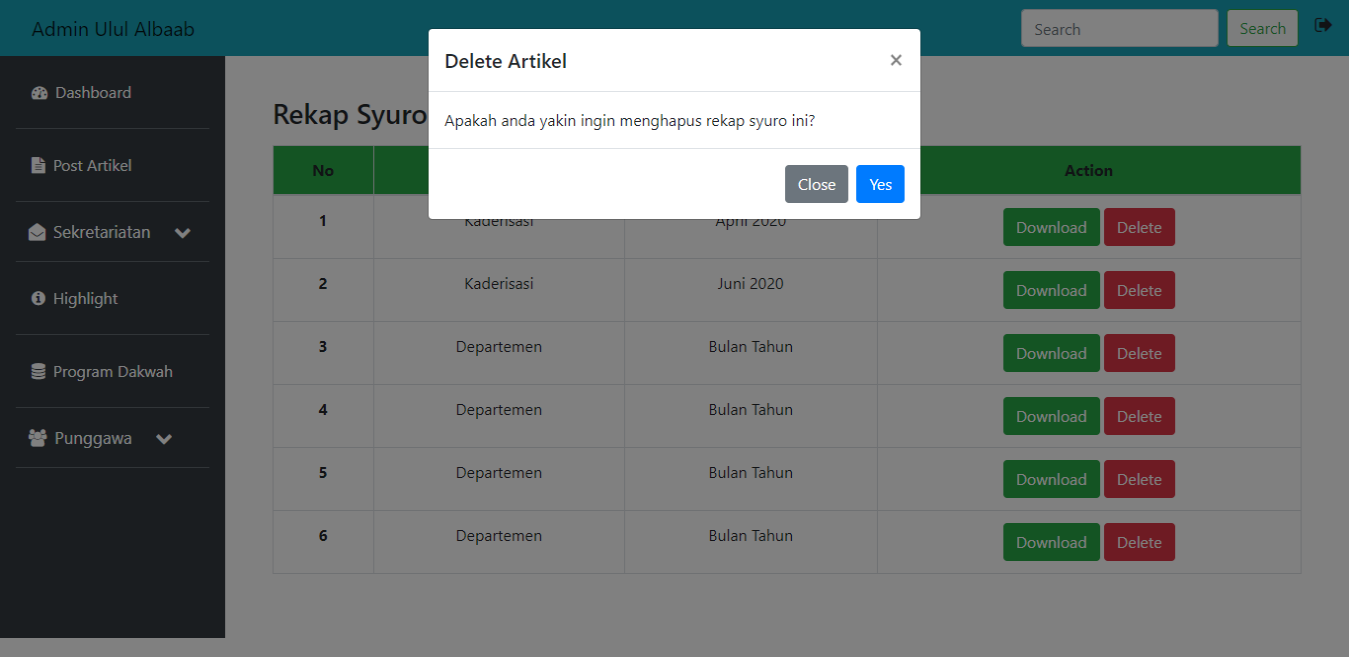 Admin Ulul Albaab
Search
Search
Dashboard
Post Artikel
Sekretariatan
Highlight
Program Dakwah
Punggawa
Delete Artikel
×
Apakah anda yakin ingin menghapus rekap syuro ini?
Close Yes
Rekap Syuro
No Action
1 Kaderisasi April 2020 Download Delete
2 Kaderisasi Juni 2020 Download Delete
3 Departemen Bulan Tahun Download Delete
4 Departemen Bulan Tahun Download Delete
5 Departemen Bulan Tahun Download Delete
6 Departemen Bulan Tahun Download Delete